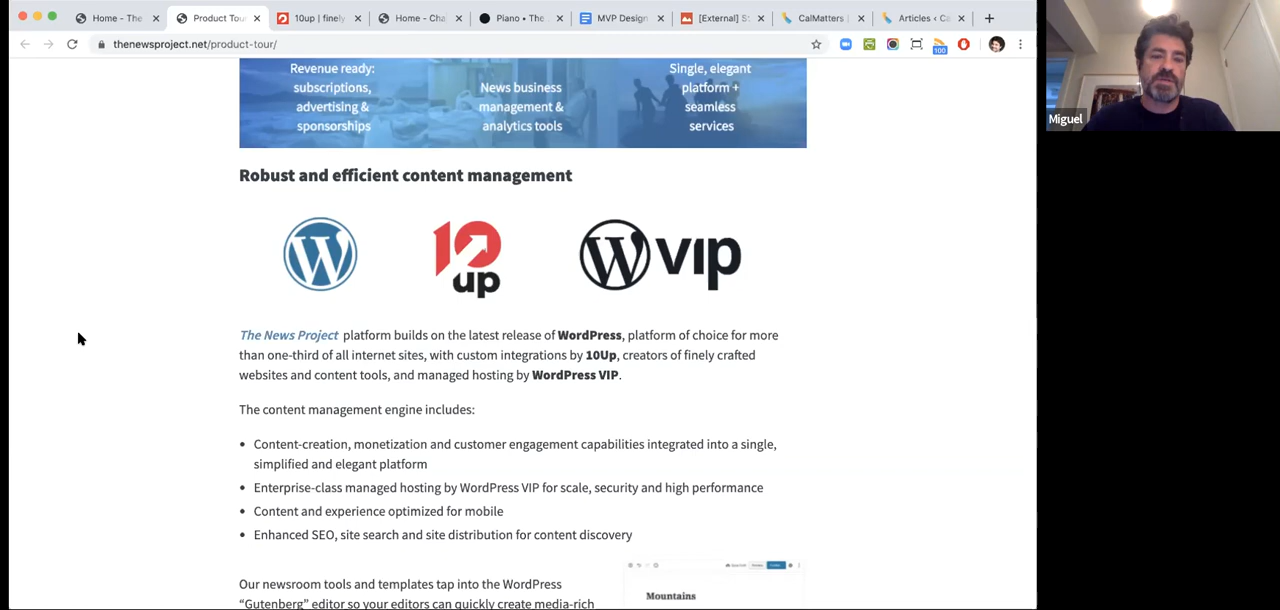 Home - The
Product Tou
10up | finely
Home - Cha
Piano • The
MVP Design
[External] St
CalMatters |
Articles ‹ Ca
thenewsproject.net/product-tour/
100
Miguel
Revenue ready:
subscriptions,
advertising &
sponsorships
News business
management &
analytics tools
Single, elegant
platform +
seamless
services
Robust and efficient content management
W
10up
W VIP
The News Project platform builds on the latest release of WordPress, platform of choice for more
than one-third of all internet sites, with custom integrations by 10Up, creators of finely crafted
websites and content tools, and managed hosting by WordPress VIP.
The content management engine includes:
• Content-creation, monetization and customer engagement capabilities integrated into a single,
simplified and elegant platform
• Enterprise-class managed hosting by WordPress VIP for scale, security and high performance
• Content and experience optimized for mobile
• Enhanced SEO, site search and site distribution for content discovery
Our newsroom tools and templates tap into the WordPress
“Gutenberg” editor so your editors can quickly create media-rich
Mountains